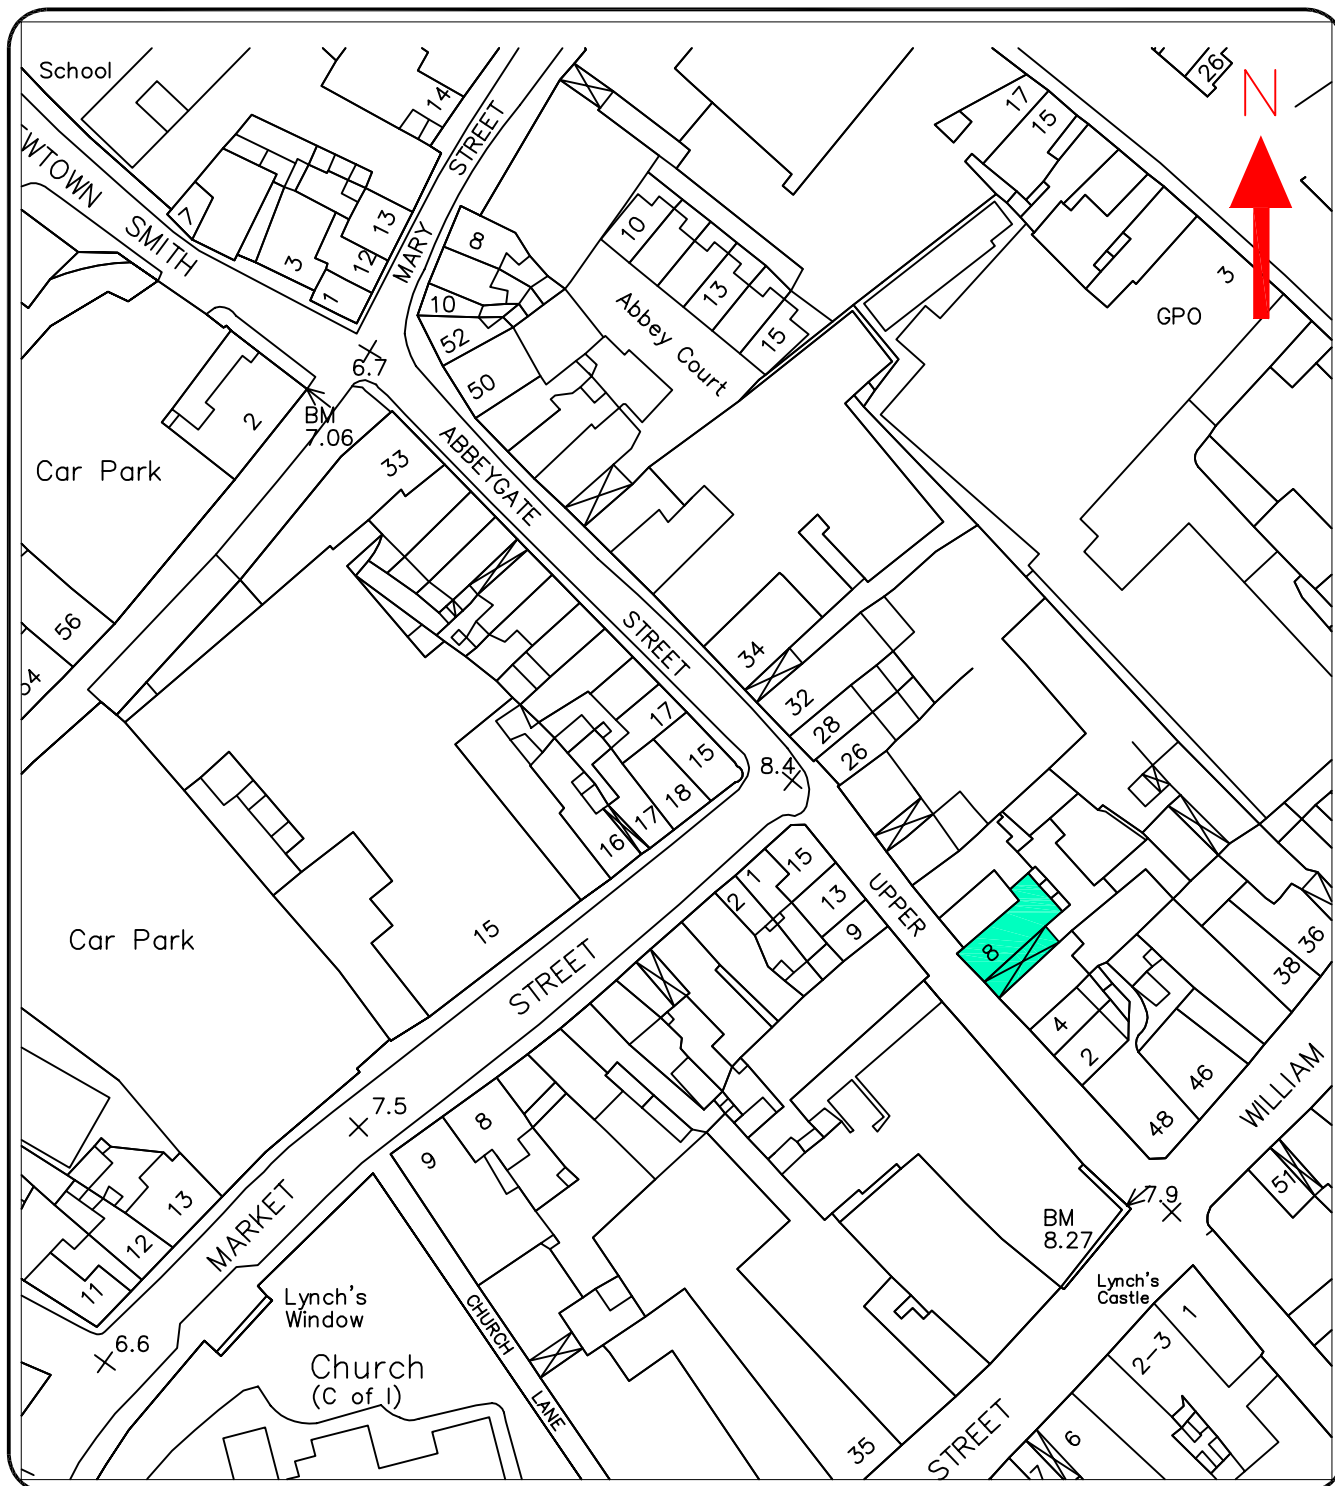 School
26
N
14
17
15
STREET
WTOWN
SMITH
7
13
MARY
8
10
3
12
3
1
10
13
GPO
Abbey Court
52
15
6.7
50
2
BM
7.06
33
Car Park
ABBEYGATE
56
34
STREET
54
32
17
28
15
26
8.4
18
17
16
1
15
2
13
UPPER
9
Car Park
15
STREET
8
36
38
4
2
46
WILLIAM
48
7.5
8
9
51
7.9
13
BM
8.27
12
MARKET
11
Lynch's
Window
Lynch's
Castle
CHURCH
LANE
1
2-3
6.6
Church
(C of I)
35
STREET
6
7